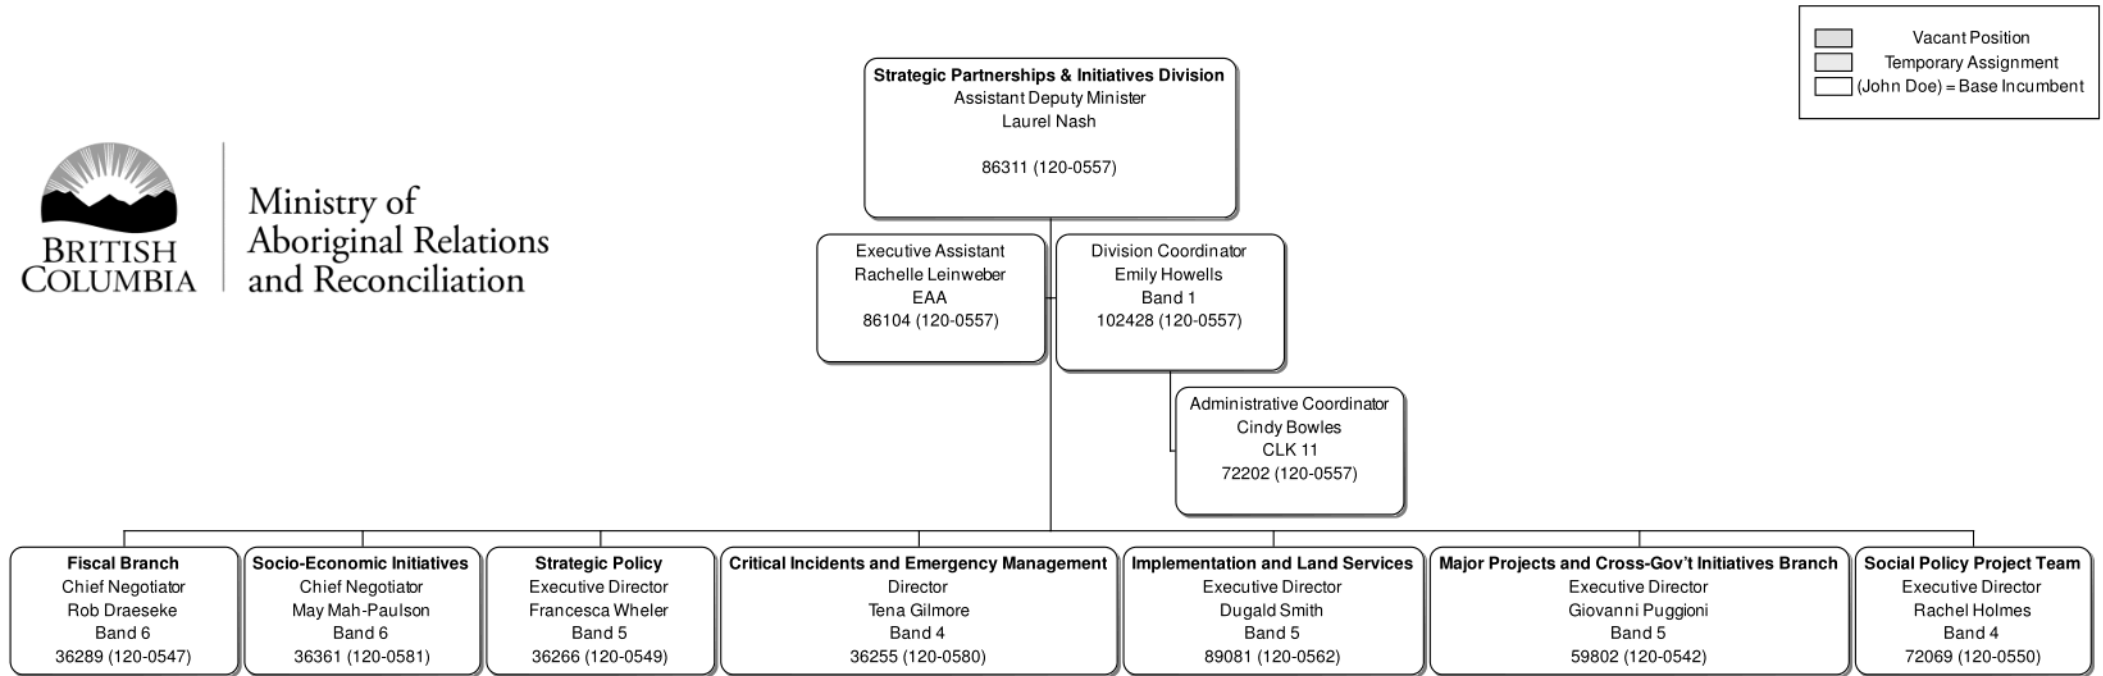 Vacant Position
Temporary Assignment
(John Doe) = Base Incumbent
BRITISH
COLUMBIA
Ministry of
Aboriginal Relations
and Reconciliation
Strategic Partnerships & Initiatives Division
Assistant Deputy Minister
Laurel Nash
86311 (120-0557)
Executive Assistant
Rachelle Leinweber
EAA
86104 (120-0557)
Division Coordinator
Emily Howells
Band 1
102428 (120-0557)
Administrative Coordinator
Cindy Bowles
CLK 11
72202 (120-0557)
Fiscal Branch
Chief Negotiator
Rob Draeseke
Band 6
36289 (120-0547)
Socio-Economic Initiatives
Chief Negotiator
May Mah-Paulson
Band 6
36361 (120-0581)
Strategic Policy
Executive Director
Francesca Wheler
Band 5
36266 (120-0549)
Critical Incidents and Emergency Management
Director
Tena Gilmore
Band 4
36255 (120-0580)
Implementation and Land Services
Executive Director
Dugald Smith
Band 5
89081 (120-0562)
Major Projects and Cross-Gov't Initiatives Branch
Executive Director
Giovanni Puggioni
Band 5
59802 (120-0542)
Social Policy Project Team
Executive Director
Rachel Holmes
Band 4
72069 (120-0550)